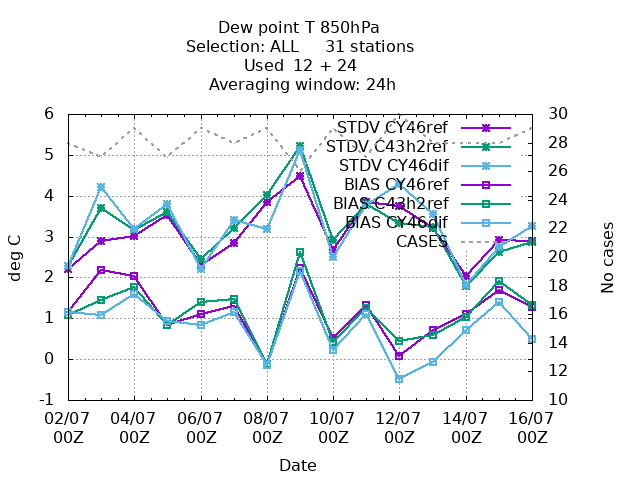 Dew point T 850hPa
Selection: ALL 31 stations
Used 12 + 24
Averaging window: 24h
6
5
4
3
2
1
0
-1
deg C
30
28
26
24
22
20
18
16
14
12
10
No cases
STDV CY46ref
STDV C43h2ref
STDV CY46dif
BIAS CY46ref
BIAS C43h2ref
BIAS CY46dif
CASES
02/07 04/07 06/07 08/07 10/07 12/07 14/07 16/07
00Z 00Z 00Z 00Z 00Z 00Z 00Z 00Z
Date